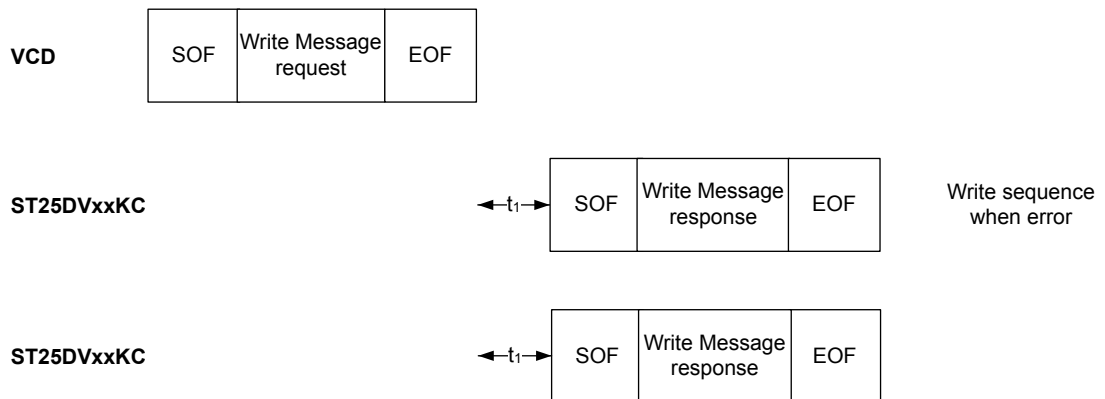 VCD SOF Write Message request EOF
ST25DVxxKC t1 SOF Write Message response EOF Write sequence when error
ST25DVxxKC t1 SOF Write Message response EOF